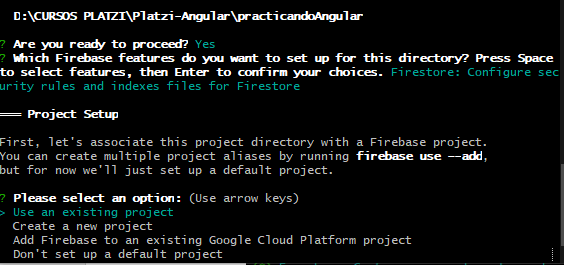 D:\CURSOS PLATZI\Platzi-Angular\practicandoAngular
? Are you ready to proceed? Yes
? Which Firebase features do you want to set up for this directory? Press Space
to select features, then Enter to confirm your choices. Firestore: Configure sec
urity rules and indexes files for Firestore
=== Project Setup
First, let's associate this project directory with a Firebase project.
You can create multiple project aliases by running firebase use --add,
but for now we'll just set up a default project.
? Please select an option: (Use arrow keys)
> Use an existing project
Create a new project
Add Firebase to an existing Google Cloud Platform project
Don't set up a default project